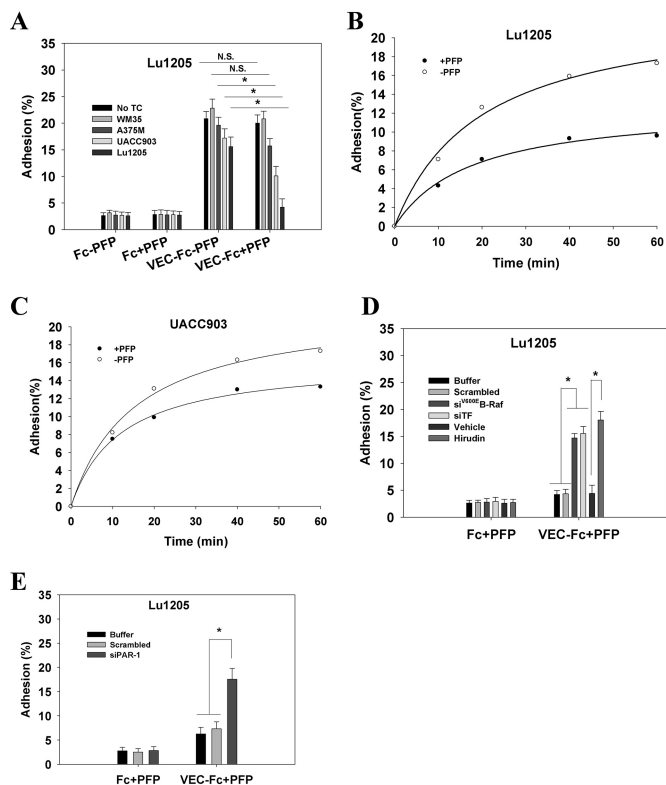 A
Lu1205
Adhesion (%)
35
30
25
20
15
10
5
0
N.S.
N.S.
*
*
*
No TC
WM35
A375M
UACC903
Lu1205
Fc-PFP
Fc+PFP
VEC-Fc-PFP
VEC-Fc+PFP
B
Lu1205
Adhesion (%)
20
18
16
14
12
10
8
6
4
2
0
+PFP
-PFP
0
10
20
30
40
50
60
Time (min)
C
UACC903
Adhesion(%)
20
18
16
14
12
10
8
6
4
2
0
+PFP
-PFP
0
10
20
30
40
50
60
Time (min)
D
Lu1205
Adhesion (%)
35
30
25
20
15
10
5
0
Buffer
Scrambled
siV600EB-Raf
siTF
Vehicle
Hirudin
*
*
Fc+PFP
VEC-Fc+PFP
E
Lu1205
Adhesion (%)
35
30
25
20
15
10
5
0
Buffer
Scrambled
siPAR-1
*
Fc+PFP
VEC-Fc+PFP